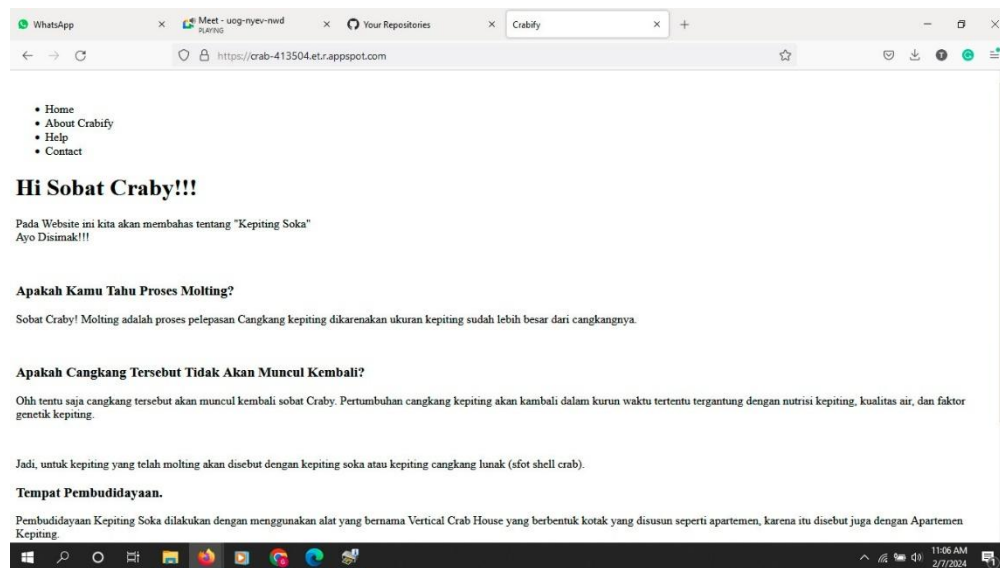 WhatsApp
Meet - uog-nyev-nwd
PLAYING
Your Repositories
Crabify
https://crab-413504.et.r.appspot.com
Home
About Crabify
Help
Contact
Hi Sobat Craby!!!
Pada Website ini kita akan membahas tentang "Kepiting Soka"
Ayo Disimak!!!
Apakah Kamu Tahu Proses Molting?
Sobat Craby! Molting adalah proses pelepasan Cangkang kepiting dikarenakan ukuran kepiting sudah lebih besar dari cangkangnya.
Apakah Cangkang Tersebut Tidak Akan Muncul Kembali?
Ohh tentu saja cangkang tersebut akan muncul kembali sobat Craby. Pertumbuhan cangkang kepiting akan kambali dalam kurun waktu tertentu tergantung dengan nutrisi kepiting, kualitas air, dan faktor
genetik kepiting.
Jadi, untuk kepiting yang telah molting akan disebut dengan kepiting soka atau kepiting cangkang lunak (sfot shell crab).
Tempat Pembudidayaan.
Pembudidayaan Kepiting Soka dilakukan dengan menggunakan alat yang bernama Vertical Crab House yang berbentuk kotak yang disusun seperti apartemen, karena itu disebut juga dengan Apartemen
Kepiting.
11:06 AM
2/7/2024